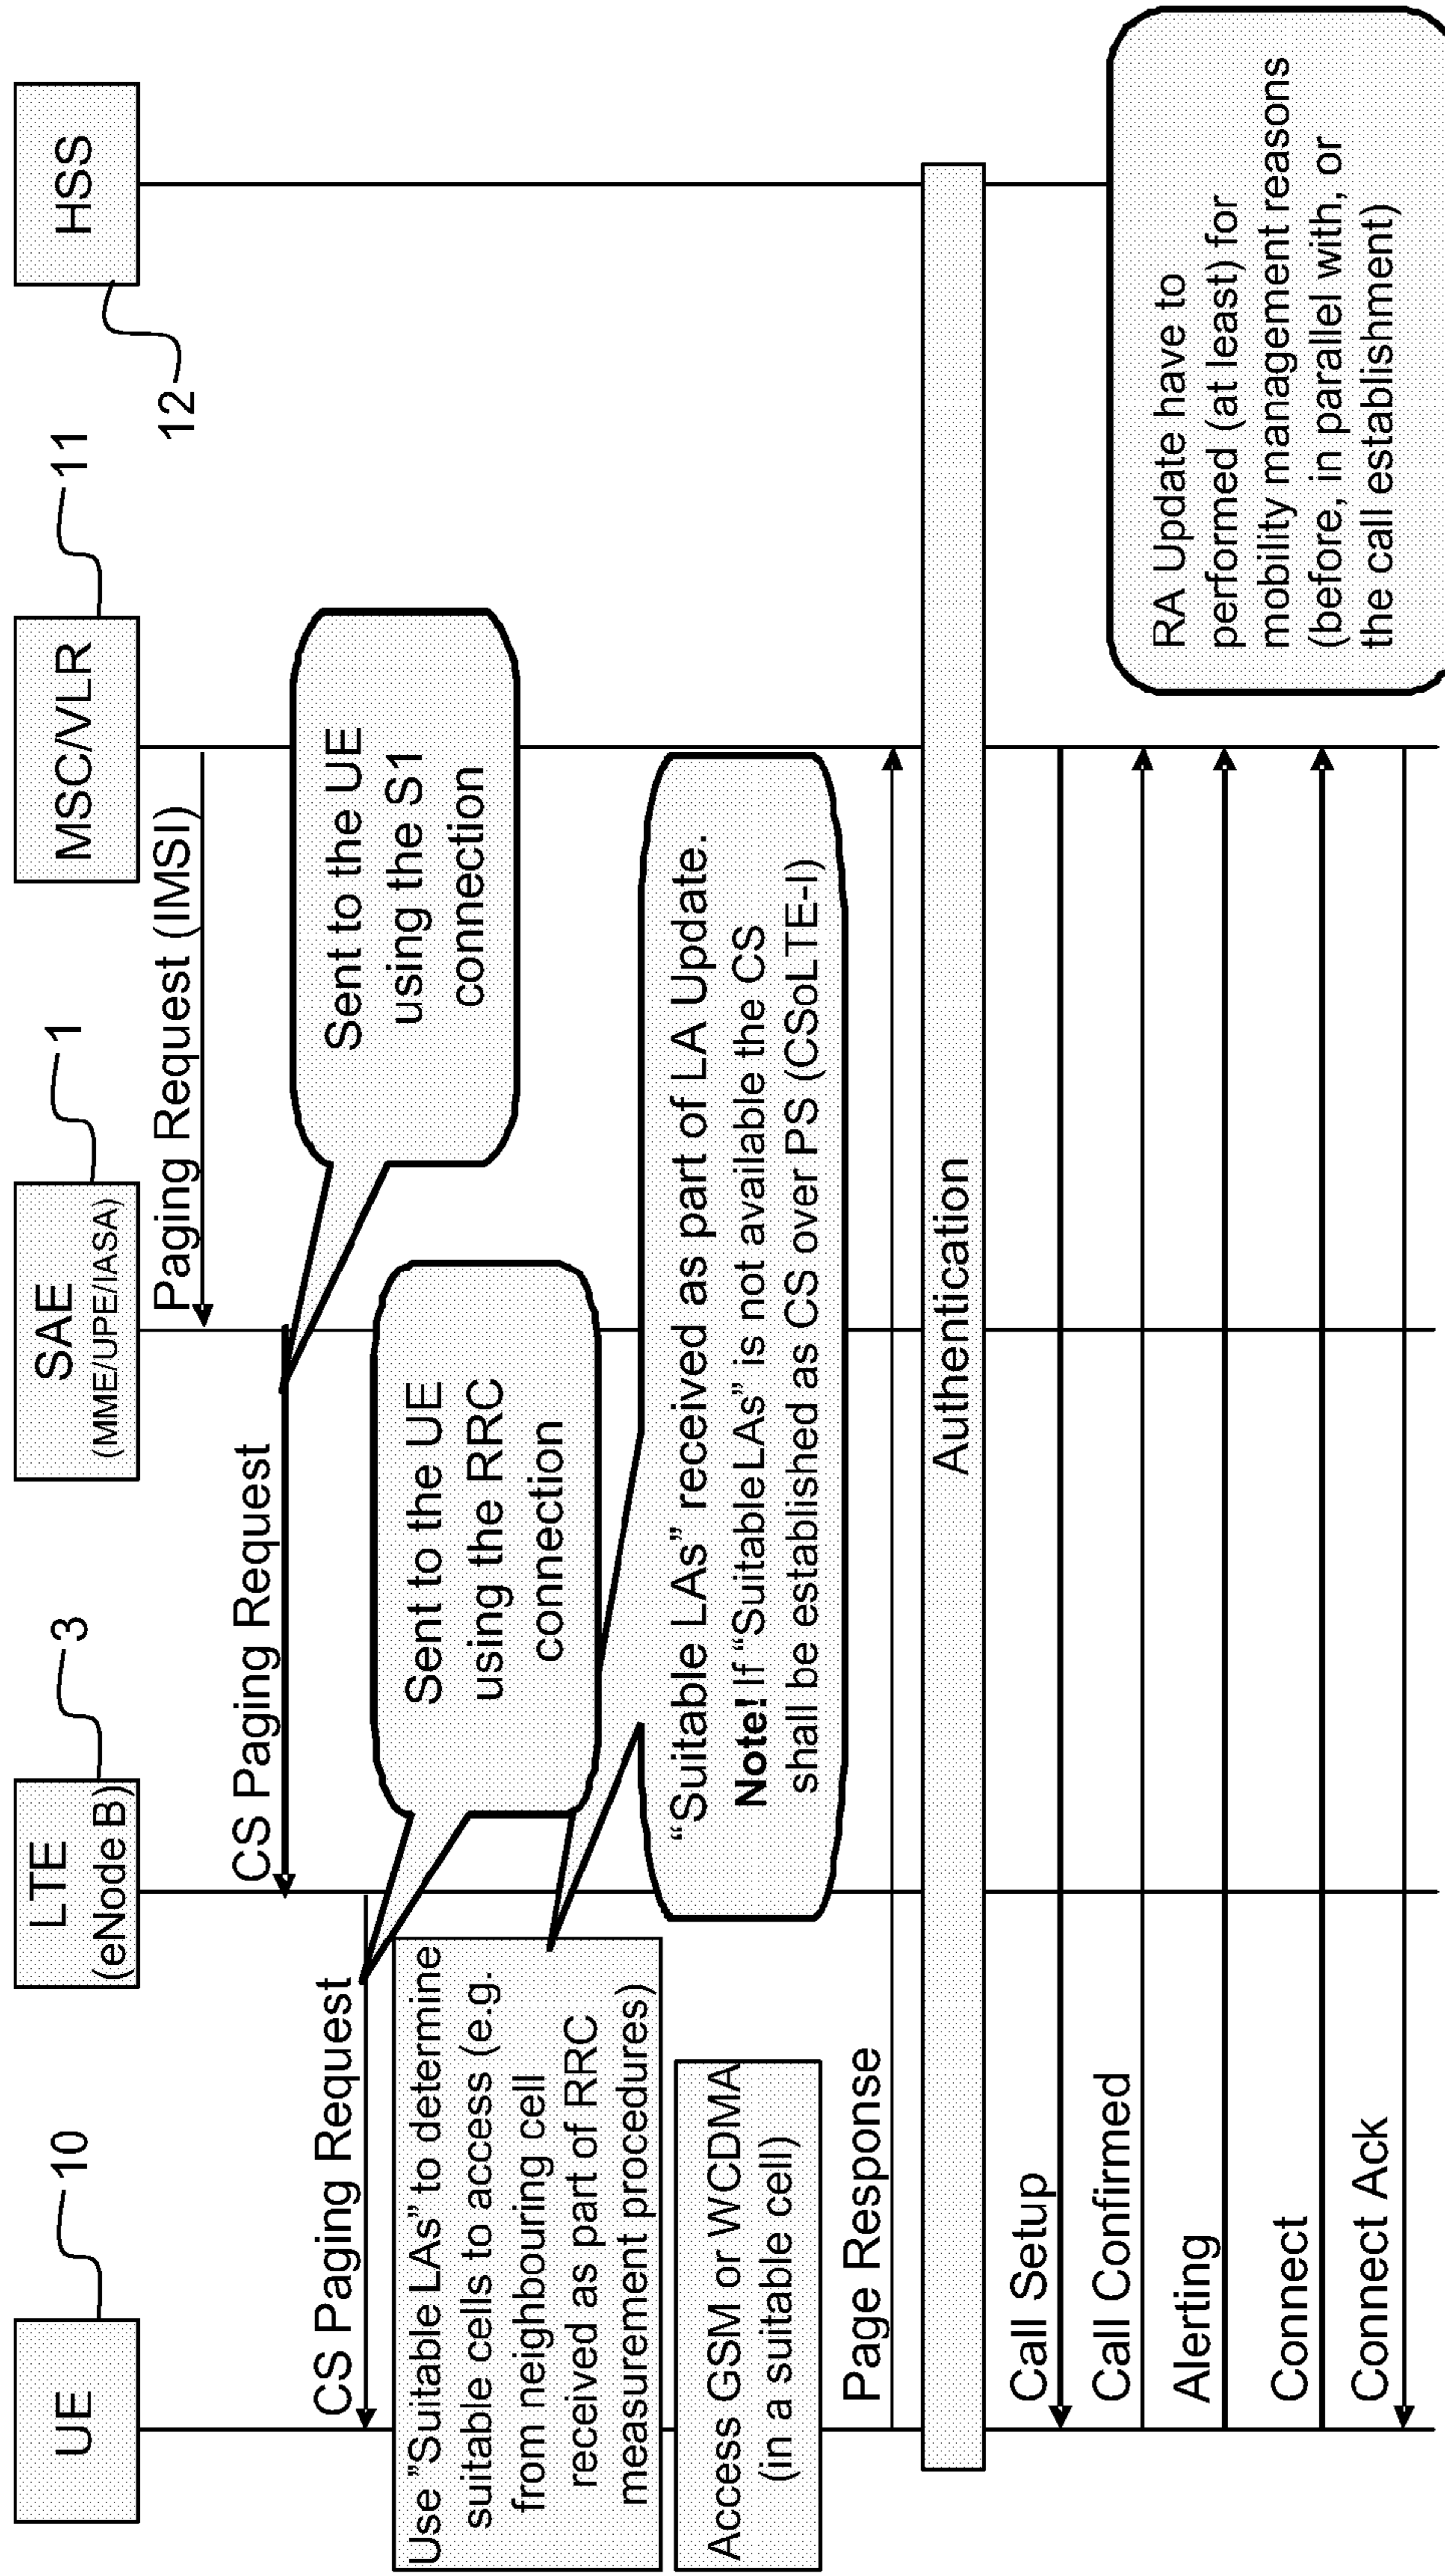 UE
10
LTE
(eNode B)
3
SAE
(MME/UPE/IASA)
1
MSC/VLR
11
HSS
12
Paging Request (IMSI)
CS Paging Request
Sent to the UE
using the S1
connection
CS Paging Request
Sent to the UE
using the RRC
connection
Use ”Suitable LAs” to determine
suitable cells to access (e.g.
from neighbouring cell
received as part of RRC
measurement procedures)
“Suitable LAs” received as part of LA Update.
Note! If “SuitableLAs” is not available the CS
shall be established as CS over PS (CSoLTE-I)
Access GSM or WCDMA
(in a suitable cell)
Page Response
Authentication
Call Setup
Call Confirmed
Alerting
Connect
Connect Ack
RA Update have to
performed (at least) for
mobility management reasons
(before, in parallel with, or
the call establishment)